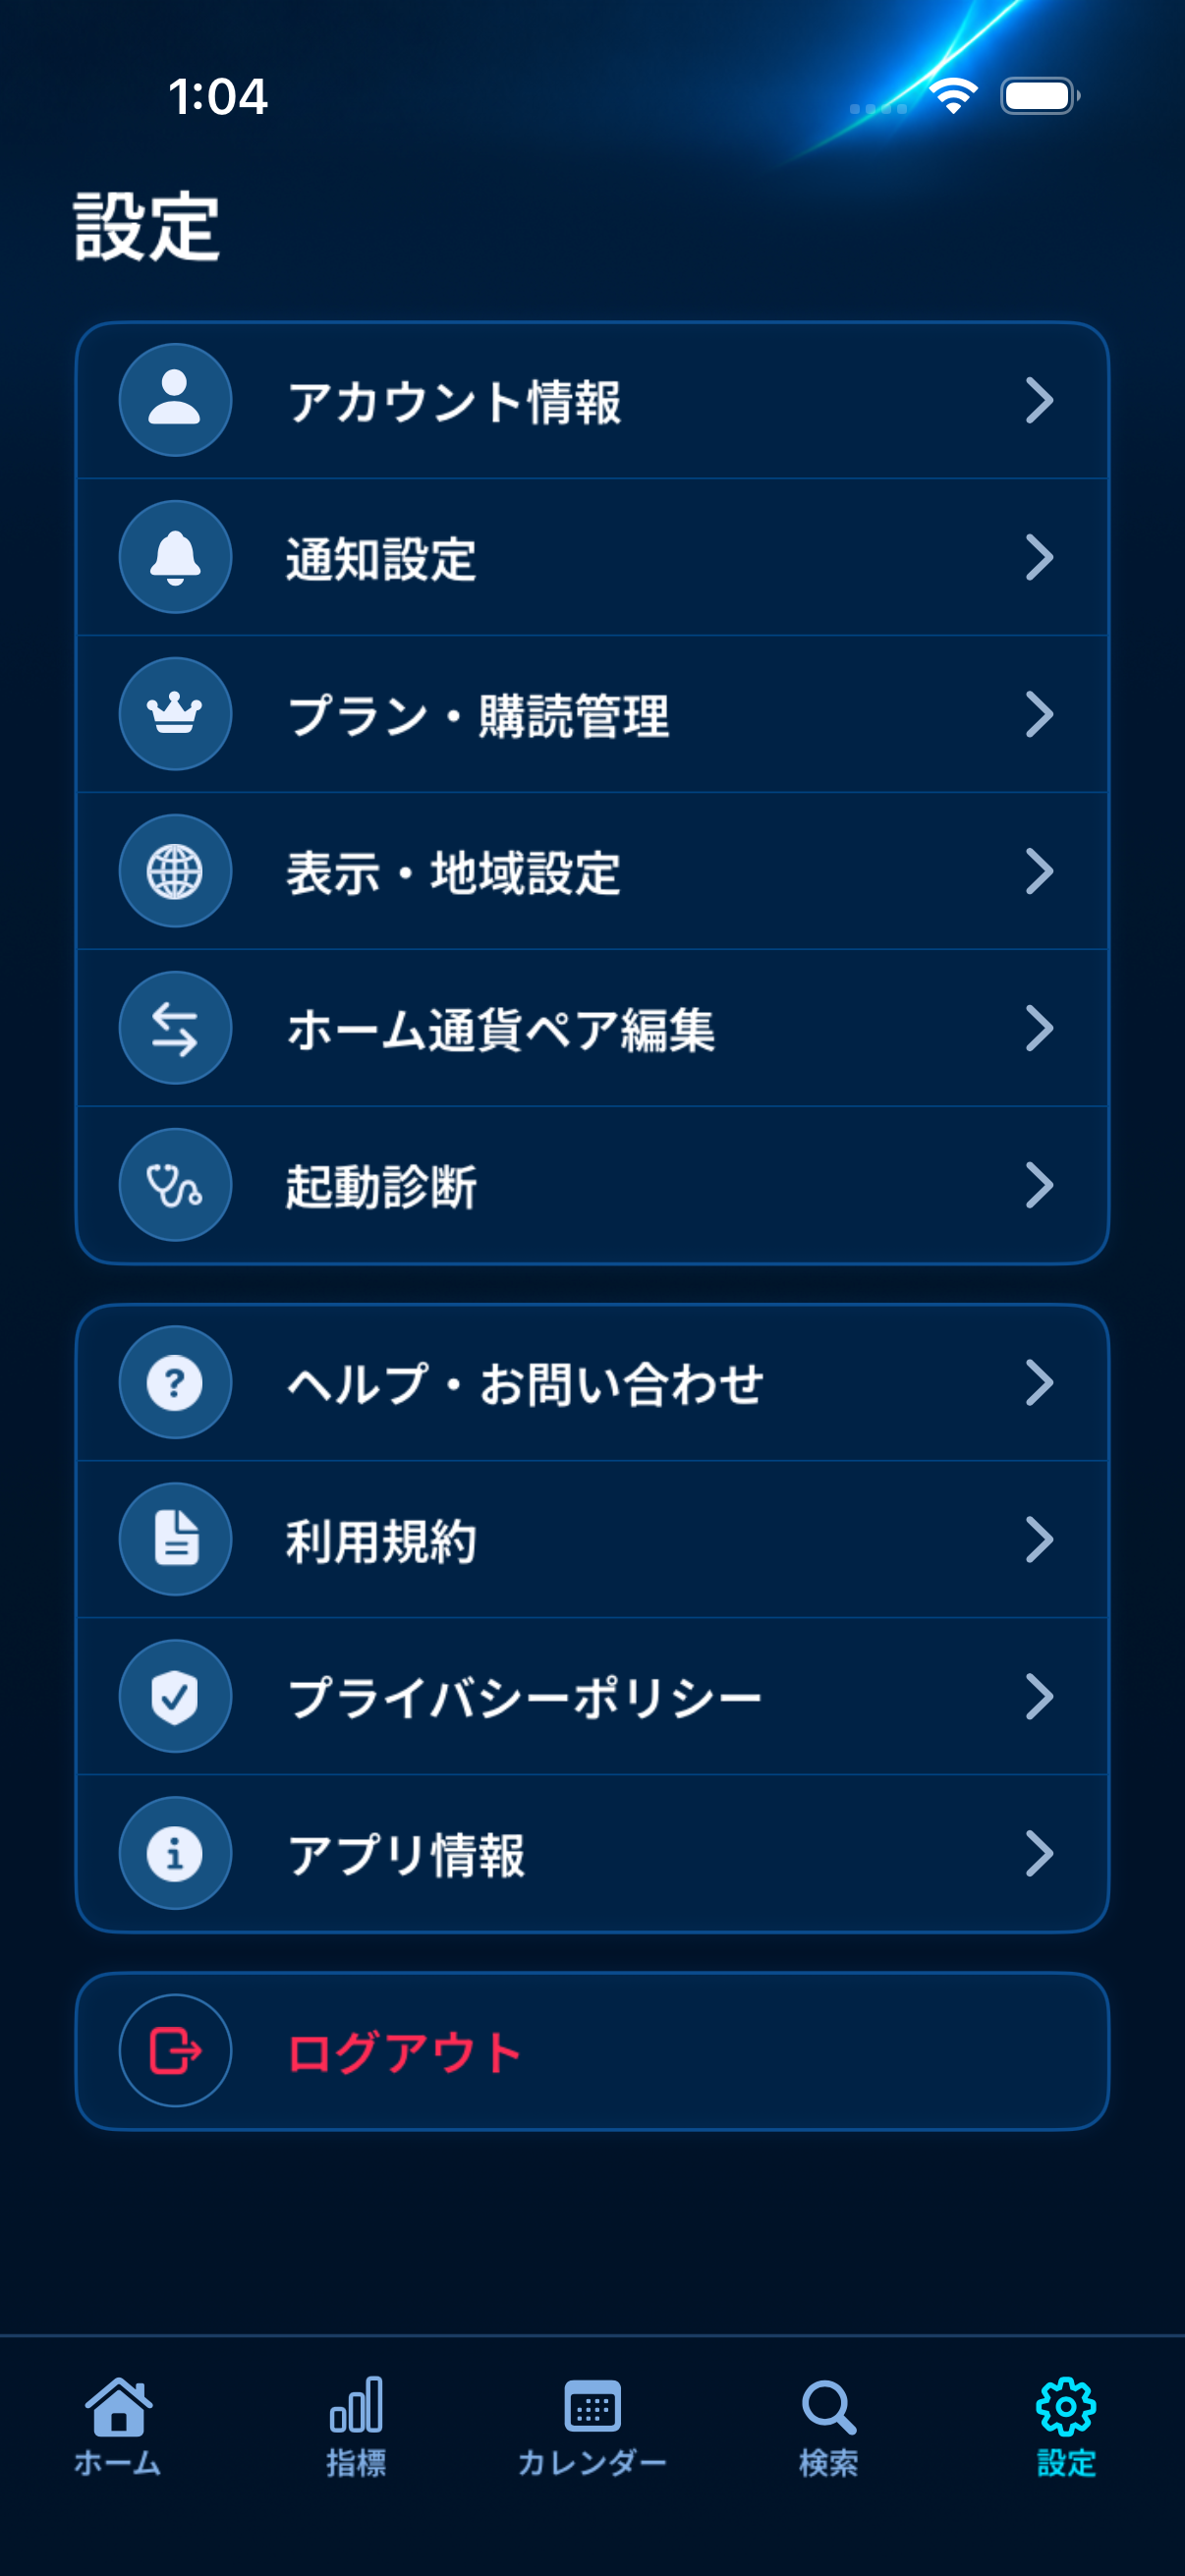 1:04
設定
アカウント情報
通知設定
プラン・購読管理
表示・地域設定
ホーム通貨ペア編集
起動診断
ヘルプ・お問い合わせ
利用規約
プライバシーポリシー
アプリ情報
ログアウト
ホーム
指標
カレンダー
検索
設定